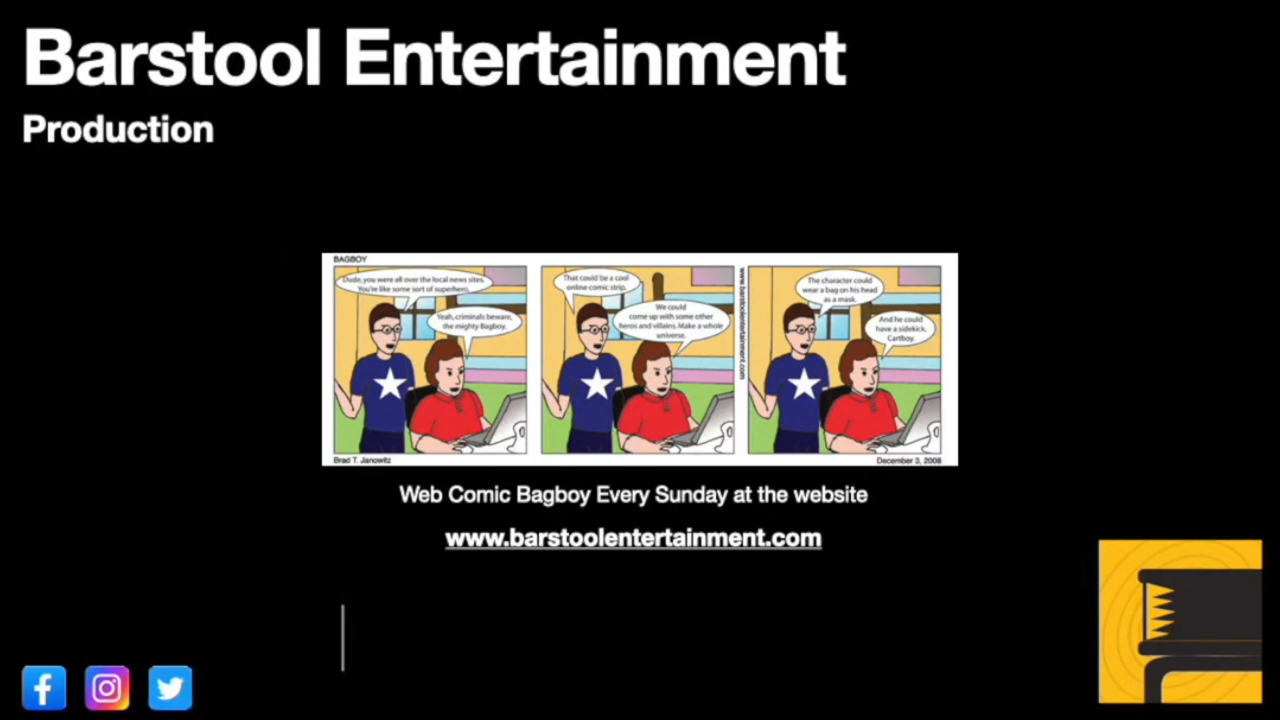 Barstool Entertainment
Production
BAGBOY
Dude, you were all over the local news sites.
You're like some sort of superhero.
Yeah, criminals beware,
the mighty Bagboy.
That could be a cool
online comic strip.
We could
come up with some other
heros and villains. Make a whole
universe.
www.barstoolentertainment.com
The character could
wear a bag on his head
as a mask.
And he could
have a sidekick,
Cartboy.
Brad T. Janowitz
December 3, 2008
Web Comic Bagboy Every Sunday at the website
www.barstoolentertainment.com